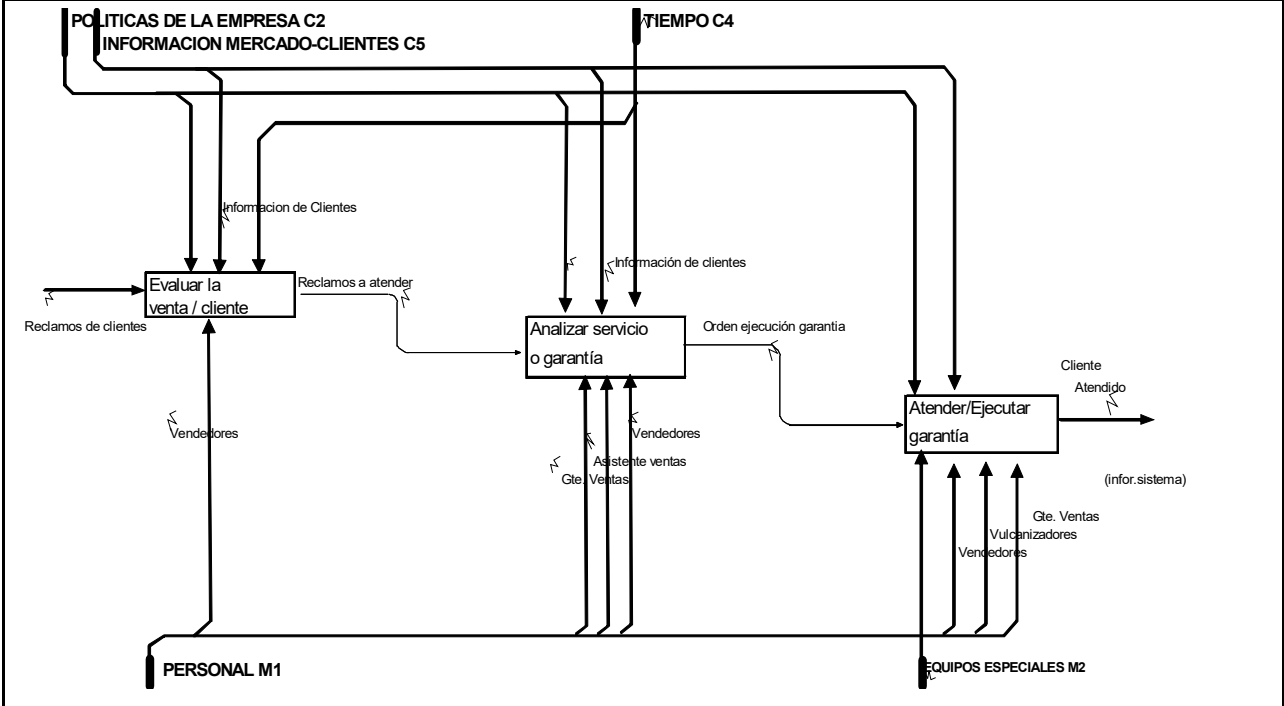 POLITICAS DE LA EMPRESA C2
TIEMPO C4
INFORMACION MERCADO-CLIENTES C5
Informacion de Clientes
Información de clientes
Evaluar la
venta / cliente
Reclamos a atender
Reclamos de clientes
Analizar servicio
o garantía
Orden ejecución garantia
Cliente
Atendido
Atender/Ejecutar
garantía
Vendedores
Vendedores
Asistente ventas
Gte. Ventas
(infor.sistema)
Gte. Ventas
Vulcanizadores
Vendedores
PERSONAL M1
EQUIPOS ESPECIALES M2